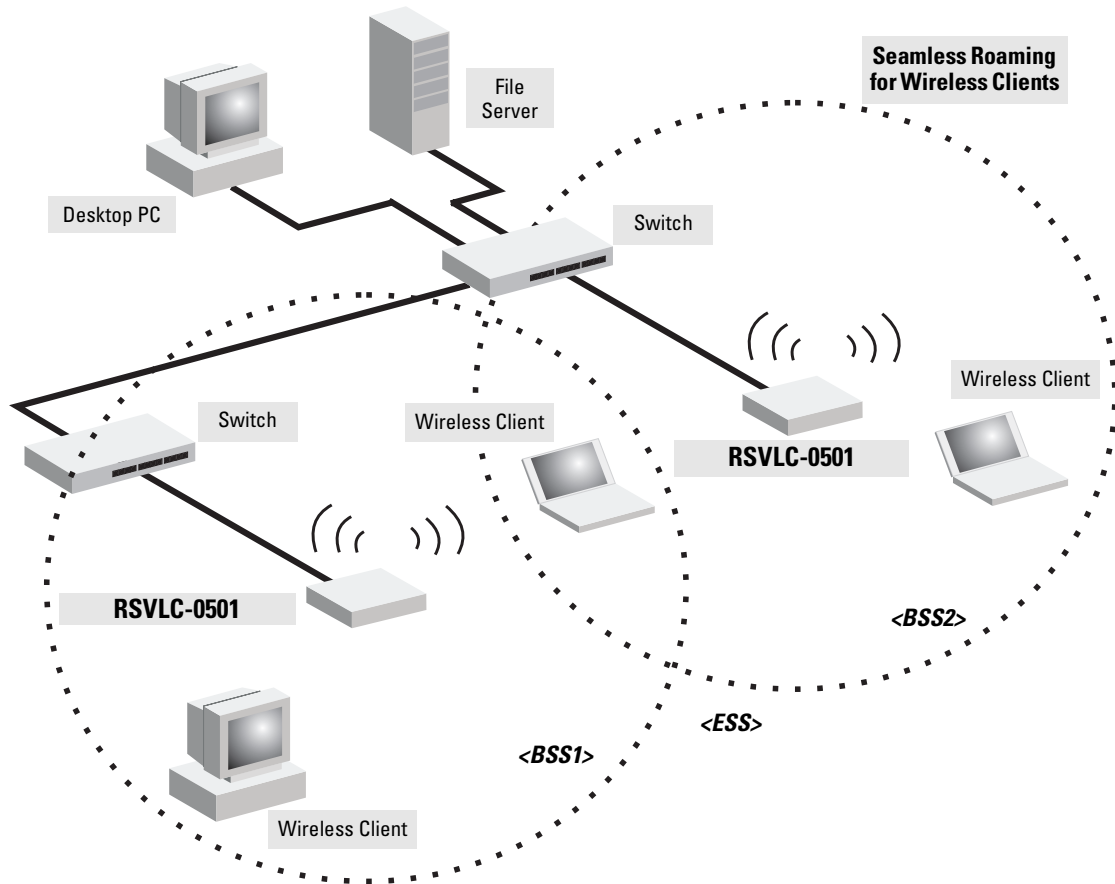 Seamless Roaming
for Wireless Clients
File
Server
Desktop PC
Switch
Wireless Client
Switch
Wireless Client
RSVLC-0501
RSVLC-0501
<BSS2>
<ESS>
<BSS1>
Wireless Client